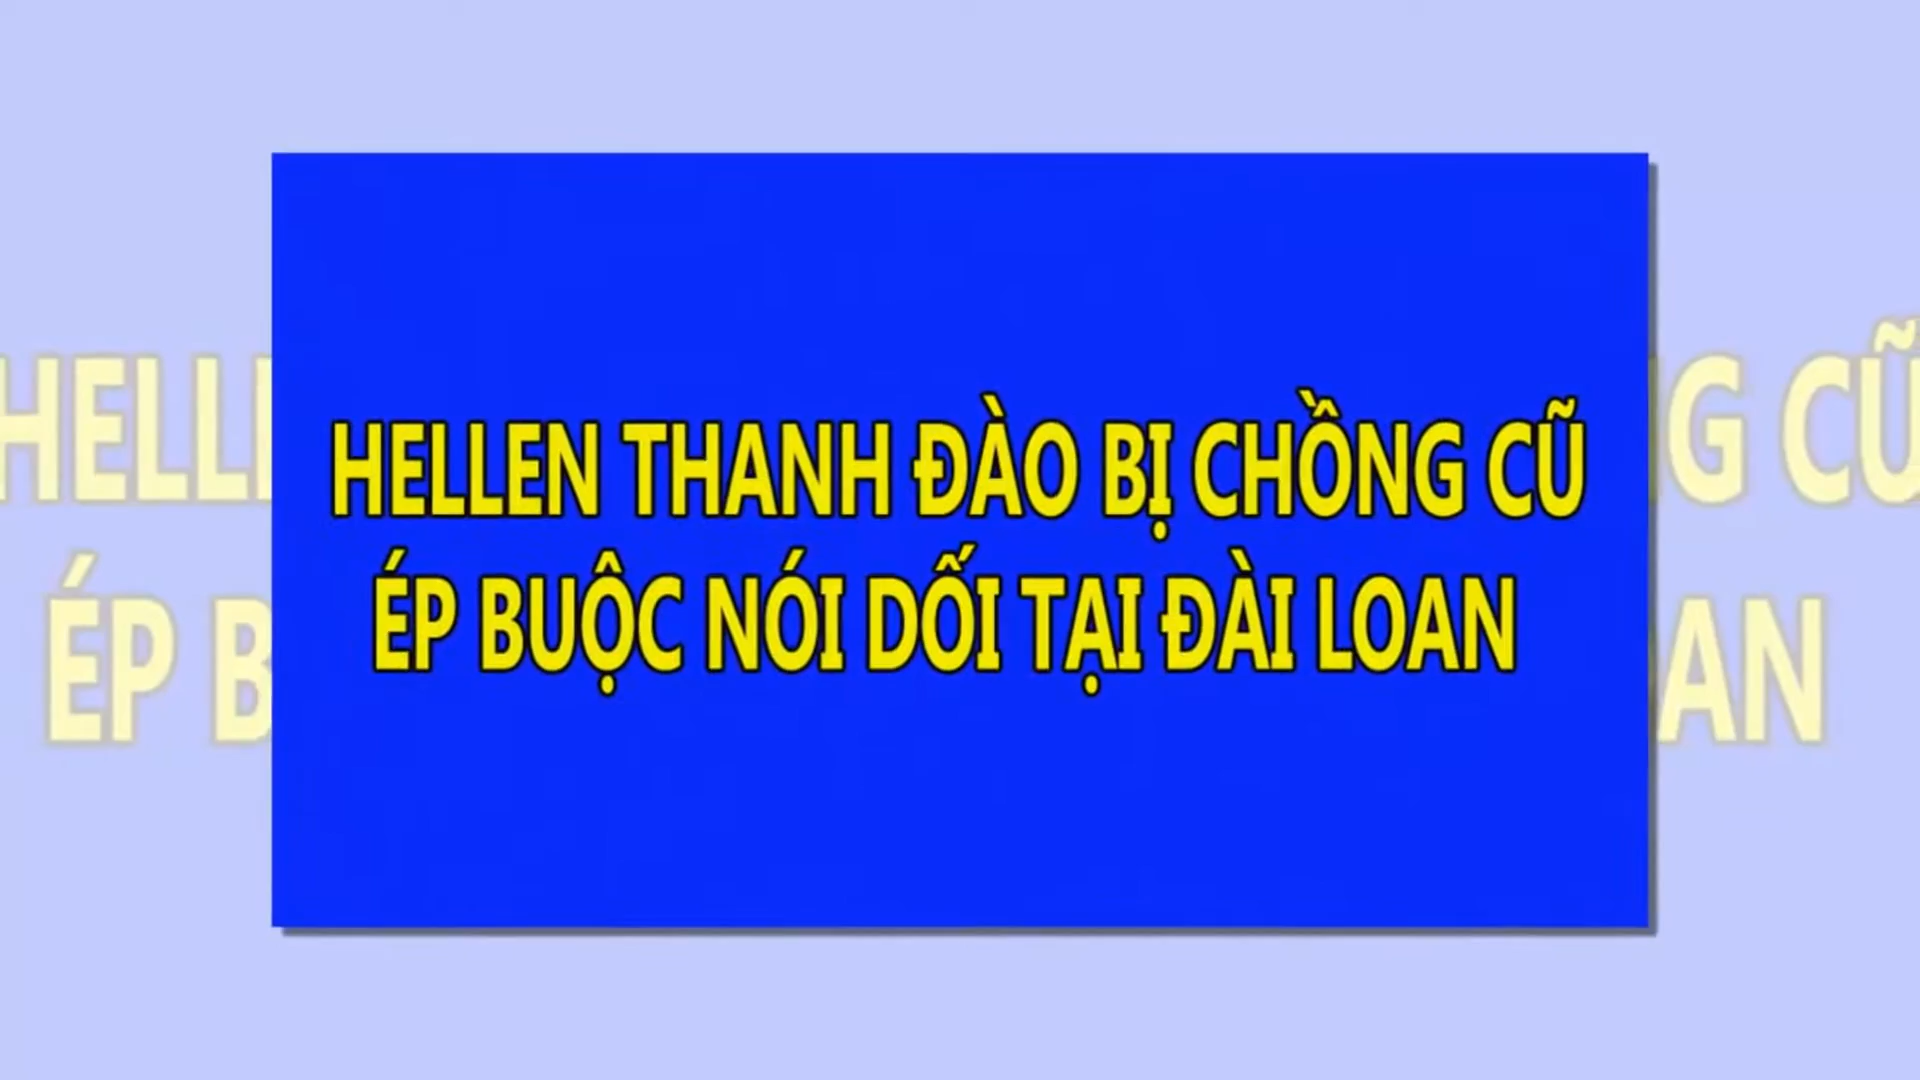 HELLEN THANH ĐÀO BỊ CHỒNG CŨ
ÉP BUỘC NÓI DỐI TẠI ĐÀI LOAN